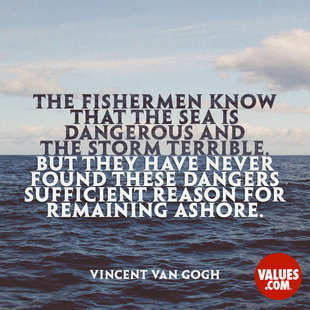 THE FISHERMEN KNOW
THAT THE SEA IS
DANGEROUS AND
THE STORM TERRIBLE,
BUT THEY HAVE NEVER
FOUND THESE DANGERS
SUFFICIENT REASON FOR
REMAINING ASHORE.
VINCENT VAN GOGH
VALUES
.COM